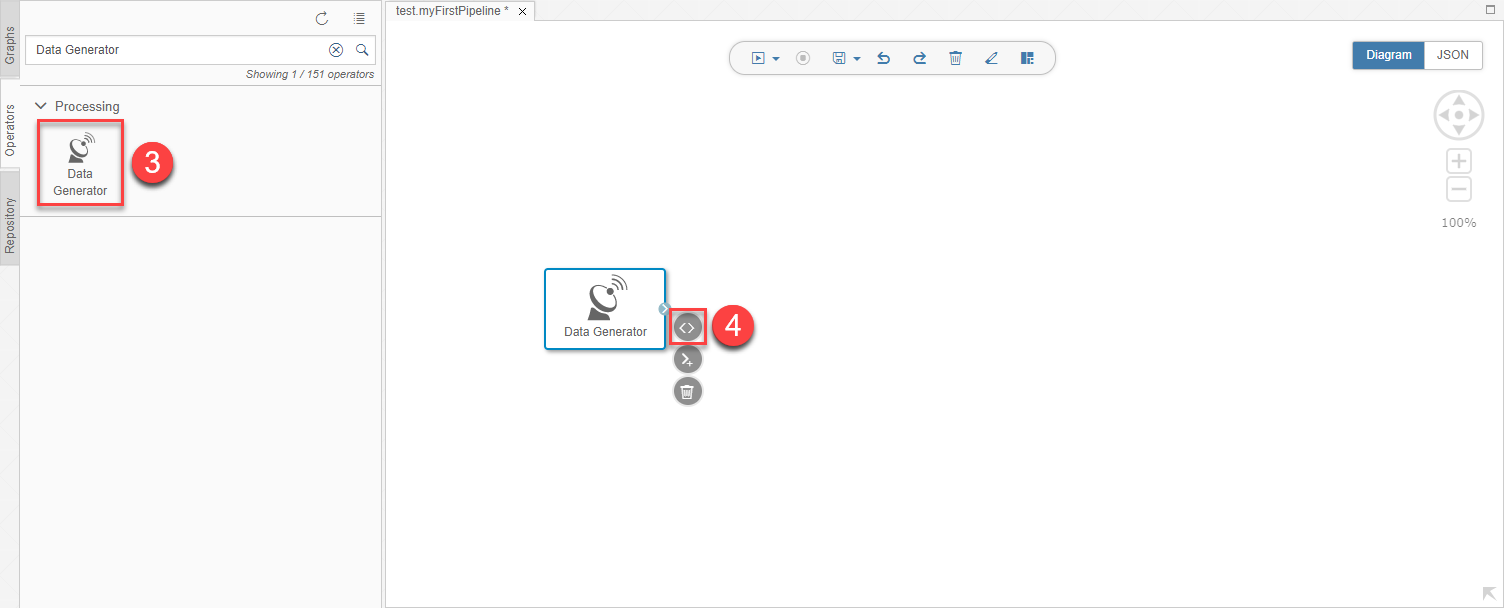 Graphs
Operators
Repository
Data Generator
Showing 1 / 151 operators
Processing
Data
Generator
3
test.myFirstPipeline *
Diagram
JSON
100%
Data Generator
4